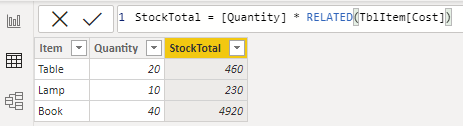 1 StockTotal = [Quantity] * RELATED(TblItem[Cost])
Item Quantity StockTotal
Table 20 460
Lamp 10 230
Book 40 4920